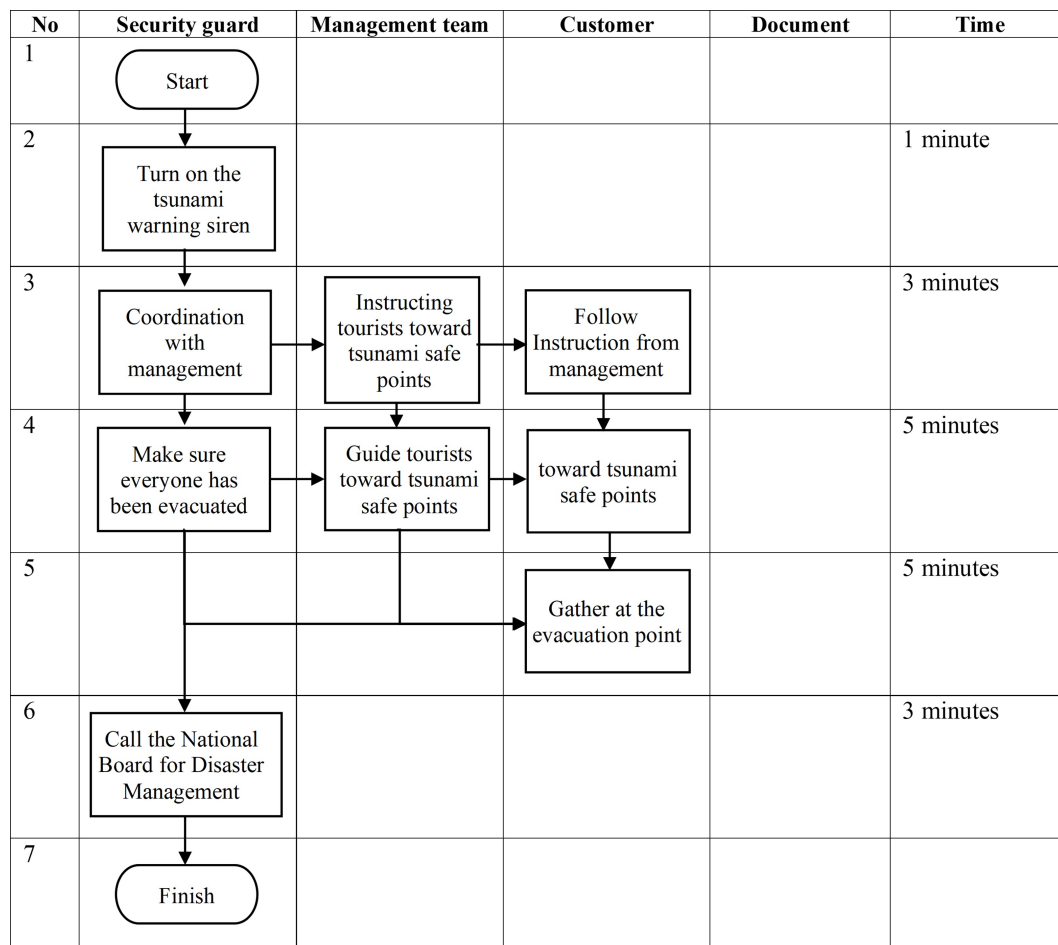 No Security guard Management team Customer Document Time
1
Start
2
1 minute
Turn on the
tsunami
warning siren
3
3 minutes
Coordination
with
management
Instructing
tourists toward
tsunami safe
points
Follow
Instruction from
management
4
5 minutes
Make sure
everyone has
been evacuated
Guide tourists
toward tsunami
safe points
toward tsunami
safe points
5
5 minutes
Gather at the
evacuation point
6
3 minutes
Call the National
Board for Disaster
Management
7
Finish